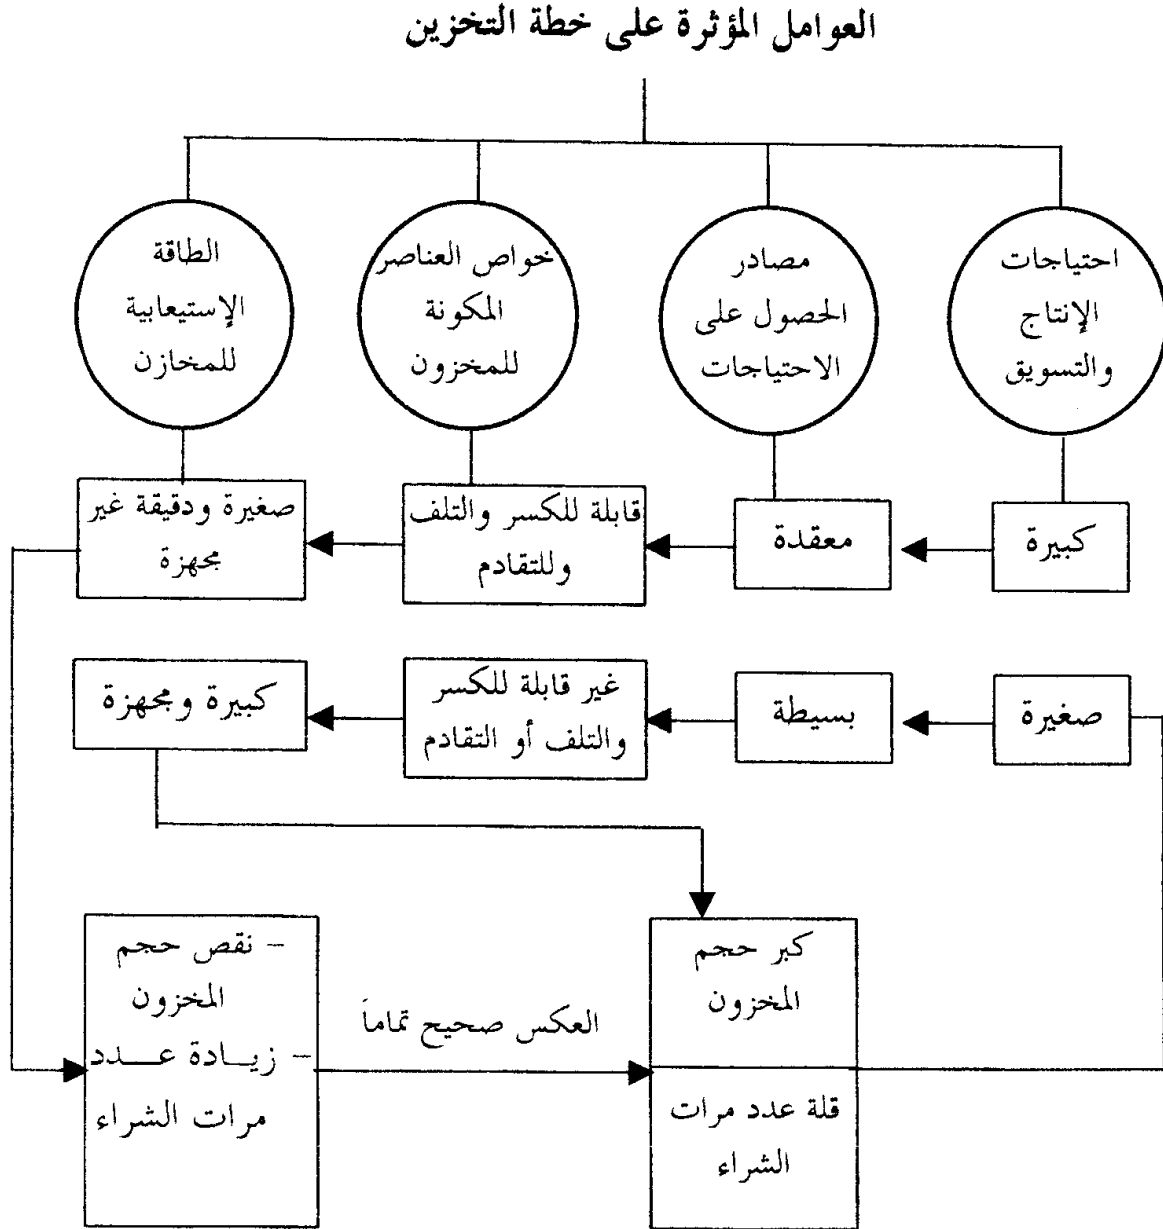 العوامل المؤثرة على خطة التخزين
احتياجات
الإنتاج
والتسويق
مصادر
الحصول على
الاحتياجات
خواص العناصر
المكونة
للمخزون
الطاقة
الإستيعابية
للمخازن
كبيرة
معقدة
قابلة للكسر والتلف
وللتقادم
صغيرة ودقيقة غير
مجهزة
صغيرة
بسيطة
غير قابلة للكسر
والتلف أو التقادم
كبيرة ومجهزة
كبر حجم
المخزون
قلة عدد مرات
الشراء
العكس صحيح تماماً
– نقص حجم
المخزون
– زيــادة عـــدد
مرات الشراء